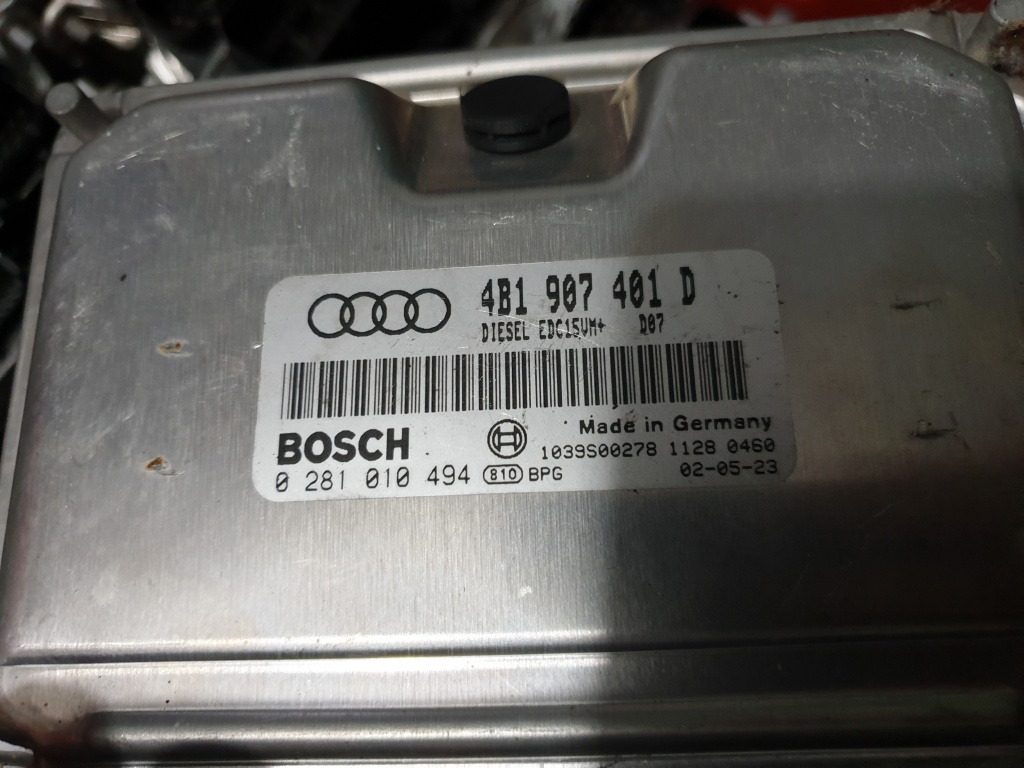 4B1 907 401 D
DIESEL EDC15VM+ D07
BOSCH
Made in Germany
1039S00278 1128 0460
0 281 010 494 810 BPG
02-05-23